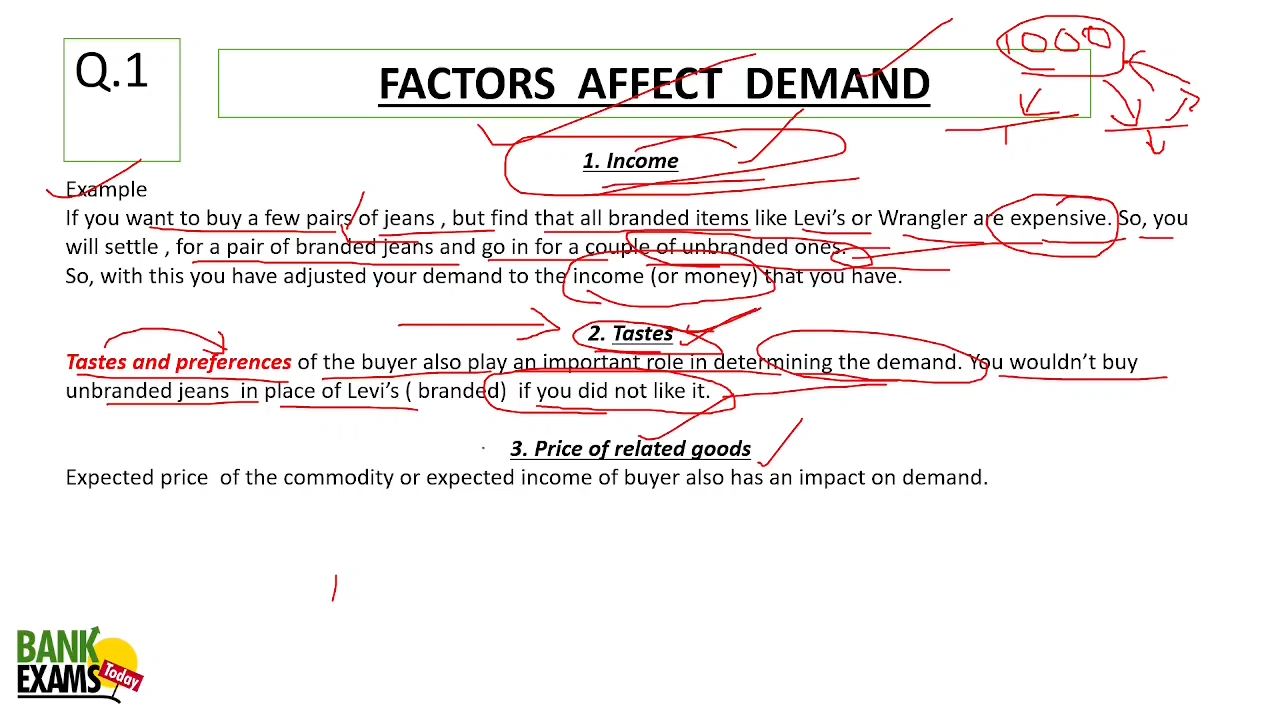 Q.1
FACTORS AFFECT DEMAND
1000
1. Income
Example
If you want to buy a few pairs of jeans , but find that all branded items like Levi's or Wrangler are expensive. So, you
will settle , for a pair of branded jeans and go in for a couple of unbranded ones.
So, with this you have adjusted your demand to the income (or money) that you have.
2. Tastes
Tastes and preferences of the buyer also play an important role in determining the demand. You wouldn't buy
unbranded jeans in place of Levi's ( branded) if you did not like it.
3. Price of related goods
Expected price of the commodity or expected income of buyer also has an impact on demand.
BANK
EXAMS
Today